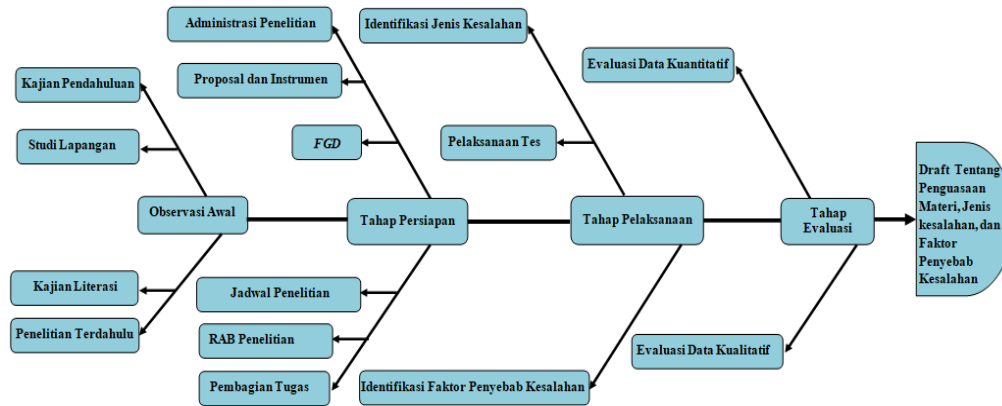 Administrasi Penelitian
Identifikasi Jenis Kesalahan
Evaluasi Data Kuantitatif
Kajian Pendahuluan
Proposal dan Instrumen
Studi Lapangan
FGD
Pelaksanaan Tes
Observasi Awal
Tahap Persiapan
Tahap Pelaksanaan
Tahap
Evaluasi
Draft Tentang
Penguasaan
Materi, Jenis
kesalahan, dan
Faktor
Penyebab
Kesalahan
Kajian Literasi
Jadwal Penelitian
Penelitian Terdahulu
RAB Penelitian
Evaluasi Data Kualitatif
Pembagian Tugas
Identifikasi Faktor Penyebab Kesalahan